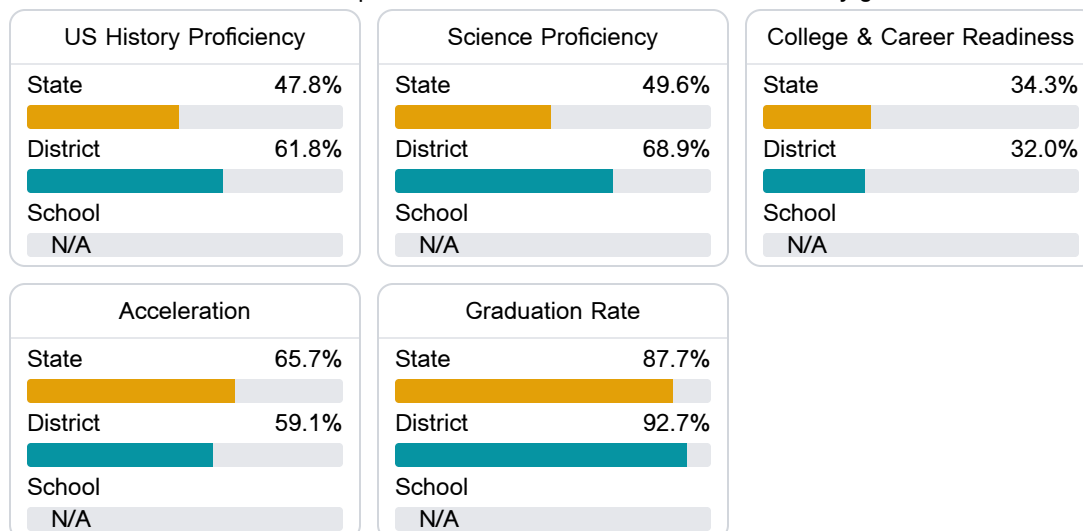 US History Proficiency
State 47.8%
District 61.8%
School
N/A
Science Proficiency
State 49.6%
District 68.9%
School
N/A
College & Career Readiness
State 34.3%
District 32.0%
School
N/A
Acceleration
State 65.7%
District 59.1%
School
N/A
Graduation Rate
State 87.7%
District 92.7%
School
N/A